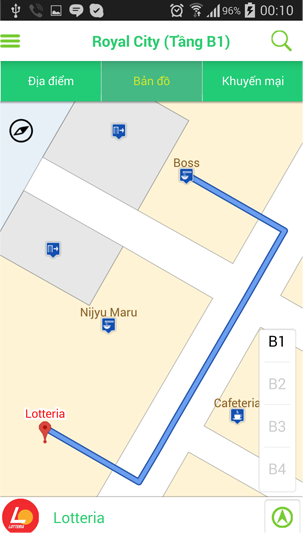 96% 00:10
Royal City (Tầng B1)
Địa điểm Bản đồ Khuyến mại
Boss
Nijyu Maru
B1
B2
Cafeteria
B3
Lotteria
B4
LOTTERIA
Lotteria